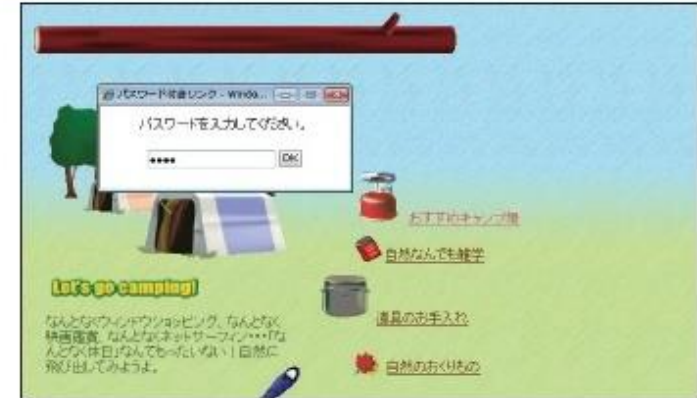 パスワード付きリンク - Windo...
パスワードを入力してください。
OK
おすすめキャンプ場
自然なんでも雑学
Let's go camping!
道具のお手入れ
なんとなくウィンドウショッピング、なんとなく
映画鑑賞、なんとなくネットサーフィン・・・「な
んとなく休日」なんてもったいない!自然に
飛び出してみようよ。
自然のおくりもの